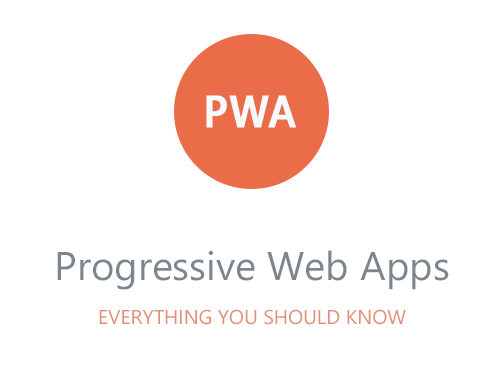 PWA
Progressive Web Apps
EVERYTHING YOU SHOULD KNOW